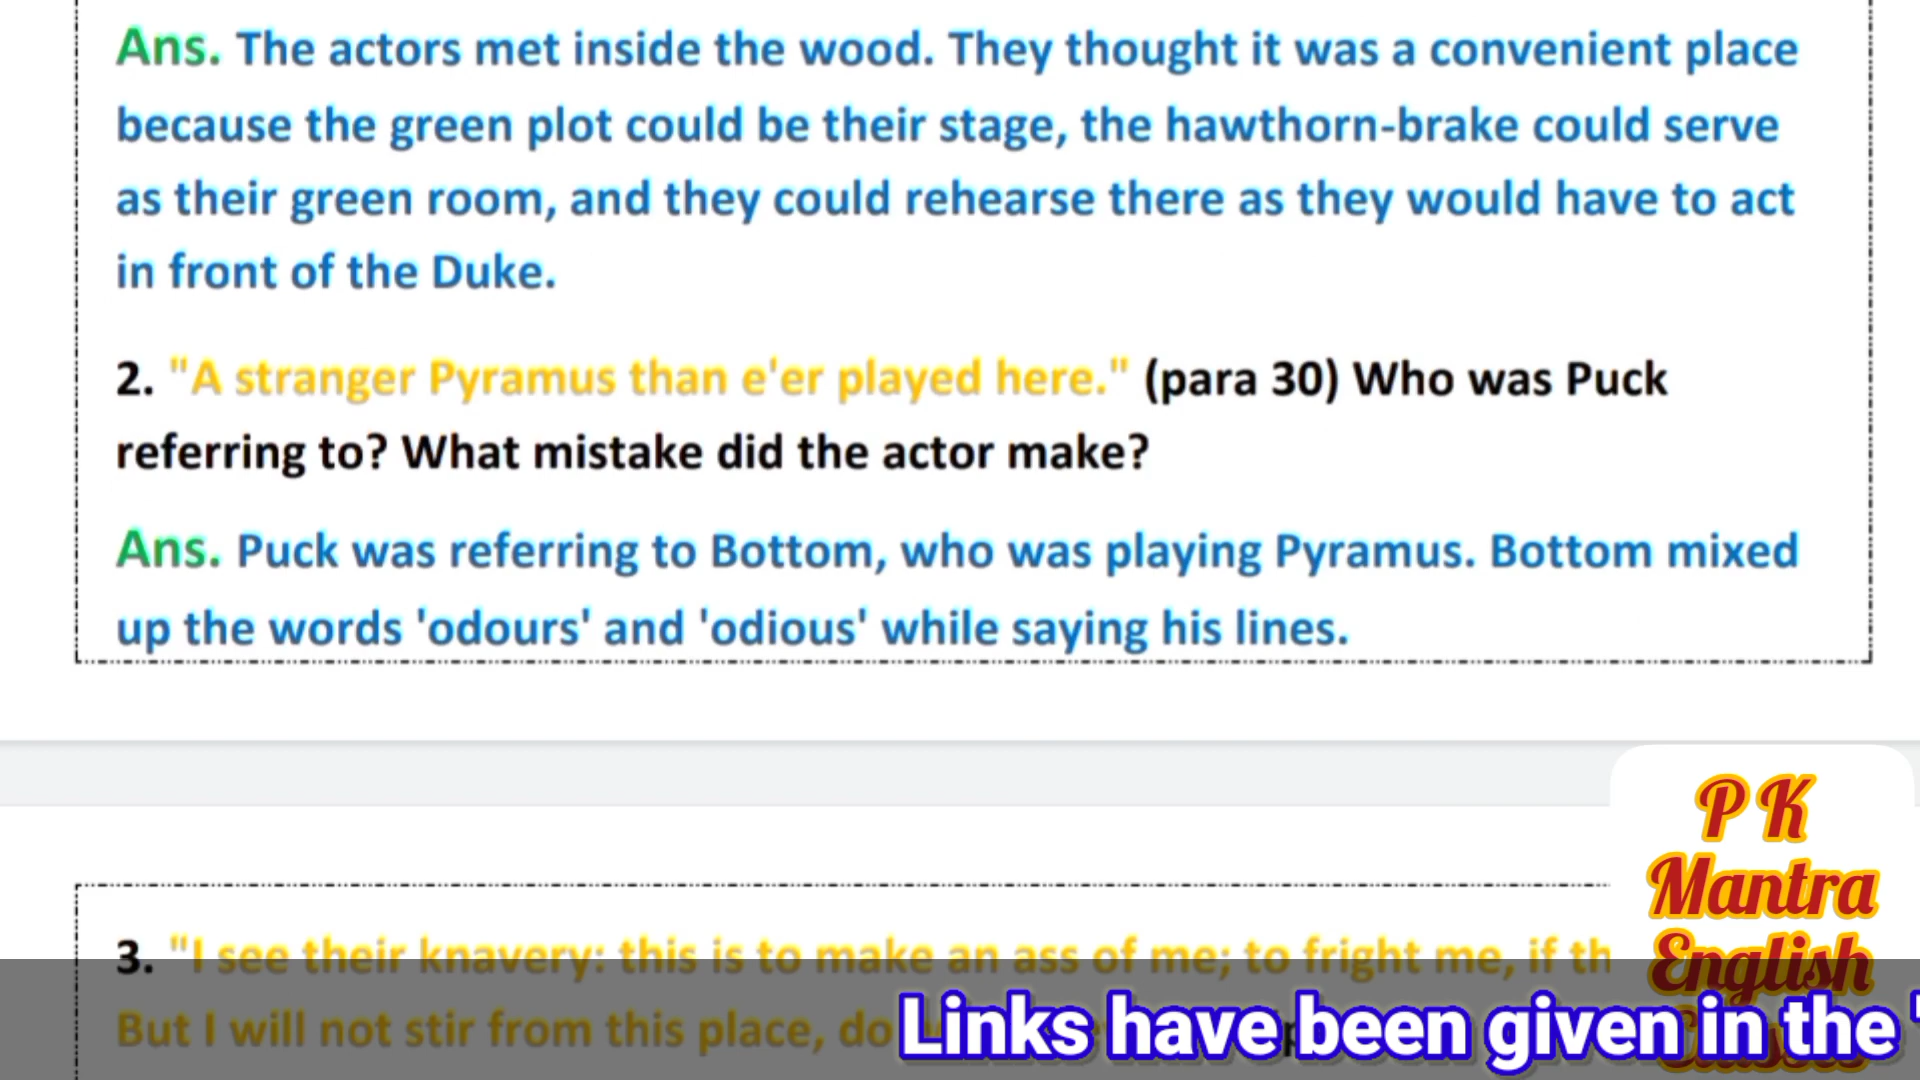 Ans. The actors met inside the wood. They thought it was a convenient place
because the green plot could be their stage, the hawthorn-brake could serve
as their green room, and they could rehearse there as they would have to act
in front of the Duke.
2. "A stranger Pyramus than e'er played here." (para 30) Who was Puck
referring to? What mistake did the actor make?
Ans. Puck was referring to Bottom, who was playing Pyramus. Bottom mixed
up the words 'odours' and 'odious' while saying his lines.
P K
Mantra
English
Classes
3. "I see their knavery: this is to make an ass of me; to fright me, if th
But I will not stir from this place, do
Links have been given in the